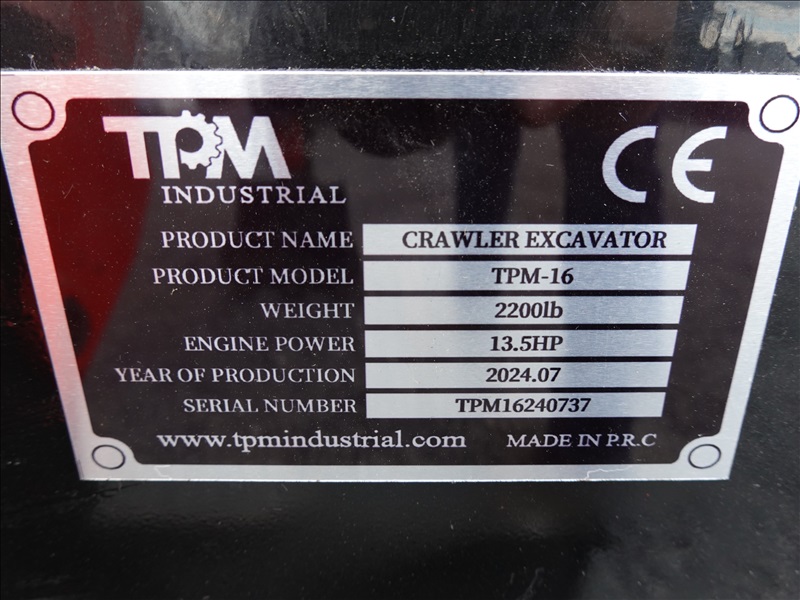 TPM
INDUSTRIAL
CE
PRODUCT NAME CRAWLER EXCAVATOR
PRODUCT MODEL TPM-16
WEIGHT 2200lb
ENGINE POWER 13.5HP
YEAR OF PRODUCTION 2024.07
SERIAL NUMBER TPM16240737
www.tpmindustrial.com MADE IN P.R.C